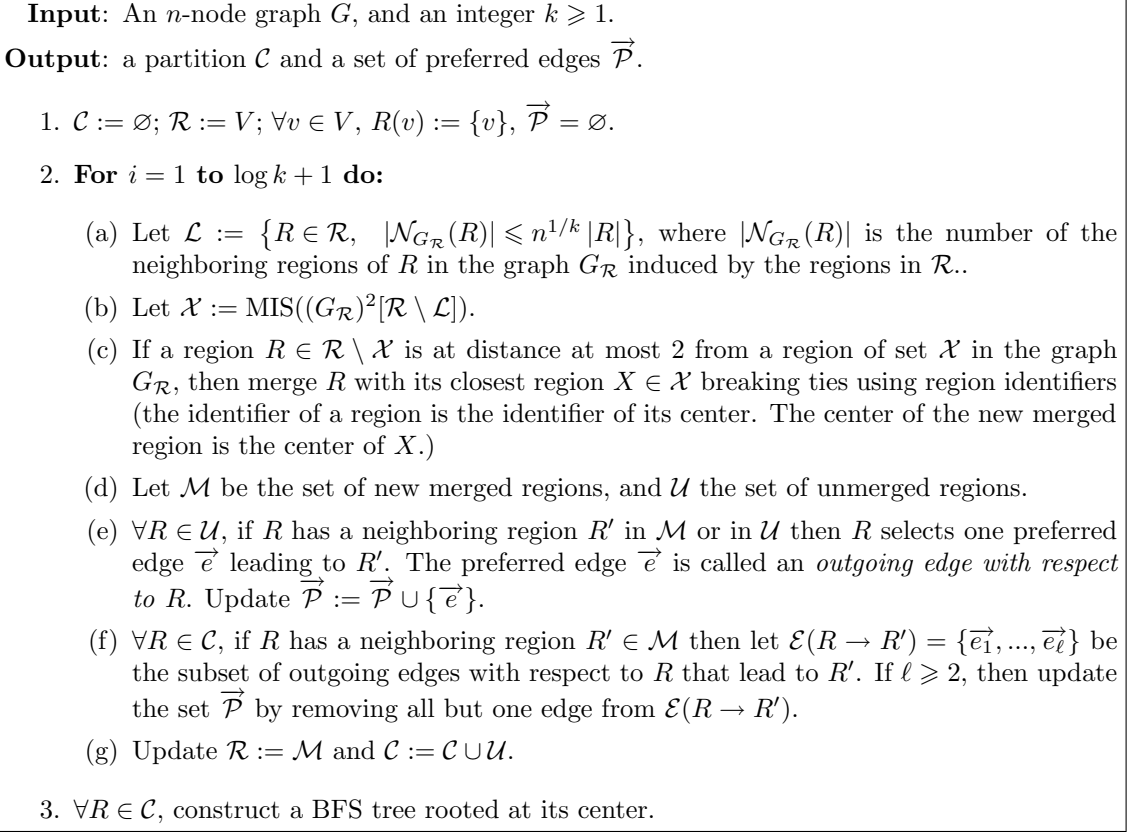 Input: An n-node graph G, and an integer k ⩾ 1.
Output: a partition 𝒞 and a set of preferred edges 𝒫⃗.
1. 𝒞 := ∅; ℛ := V; ∀v ∈ V, R(v) := {v}, 𝒫⃗ = ∅.
2. For i = 1 to log k + 1 do:
(a) Let ℒ := {R ∈ ℛ, |𝒩_{G_ℛ}(R)| ⩽ n^{1/k} |R|}, where |𝒩_{G_ℛ}(R)| is the number of the
neighboring regions of R in the graph G_ℛ induced by the regions in ℛ..
(b) Let 𝒳 := MIS((G_ℛ)²[ℛ \ ℒ]).
(c) If a region R ∈ ℛ \ 𝒳 is at distance at most 2 from a region of set 𝒳 in the graph
G_ℛ, then merge R with its closest region X ∈ 𝒳 breaking ties using region identifiers
(the identifier of a region is the identifier of its center. The center of the new merged
region is the center of X.)
(d) Let ℳ be the set of new merged regions, and 𝒰 the set of unmerged regions.
(e) ∀R ∈ 𝒰, if R has a neighboring region R′ in ℳ or in 𝒰 then R selects one preferred
edge e⃗ leading to R′. The preferred edge e⃗ is called an outgoing edge with respect
to R. Update 𝒫⃗ := 𝒫⃗ ∪ {e⃗}.
(f) ∀R ∈ 𝒞, if R has a neighboring region R′ ∈ ℳ then let ℰ(R → R′) = {e⃗₁, ..., e⃗_ℓ} be
the subset of outgoing edges with respect to R that lead to R′. If ℓ ⩾ 2, then update
the set 𝒫⃗ by removing all but one edge from ℰ(R → R′).
(g) Update ℛ := ℳ and 𝒞 := 𝒞 ∪ 𝒰.
3. ∀R ∈ 𝒞, construct a BFS tree rooted at its center.